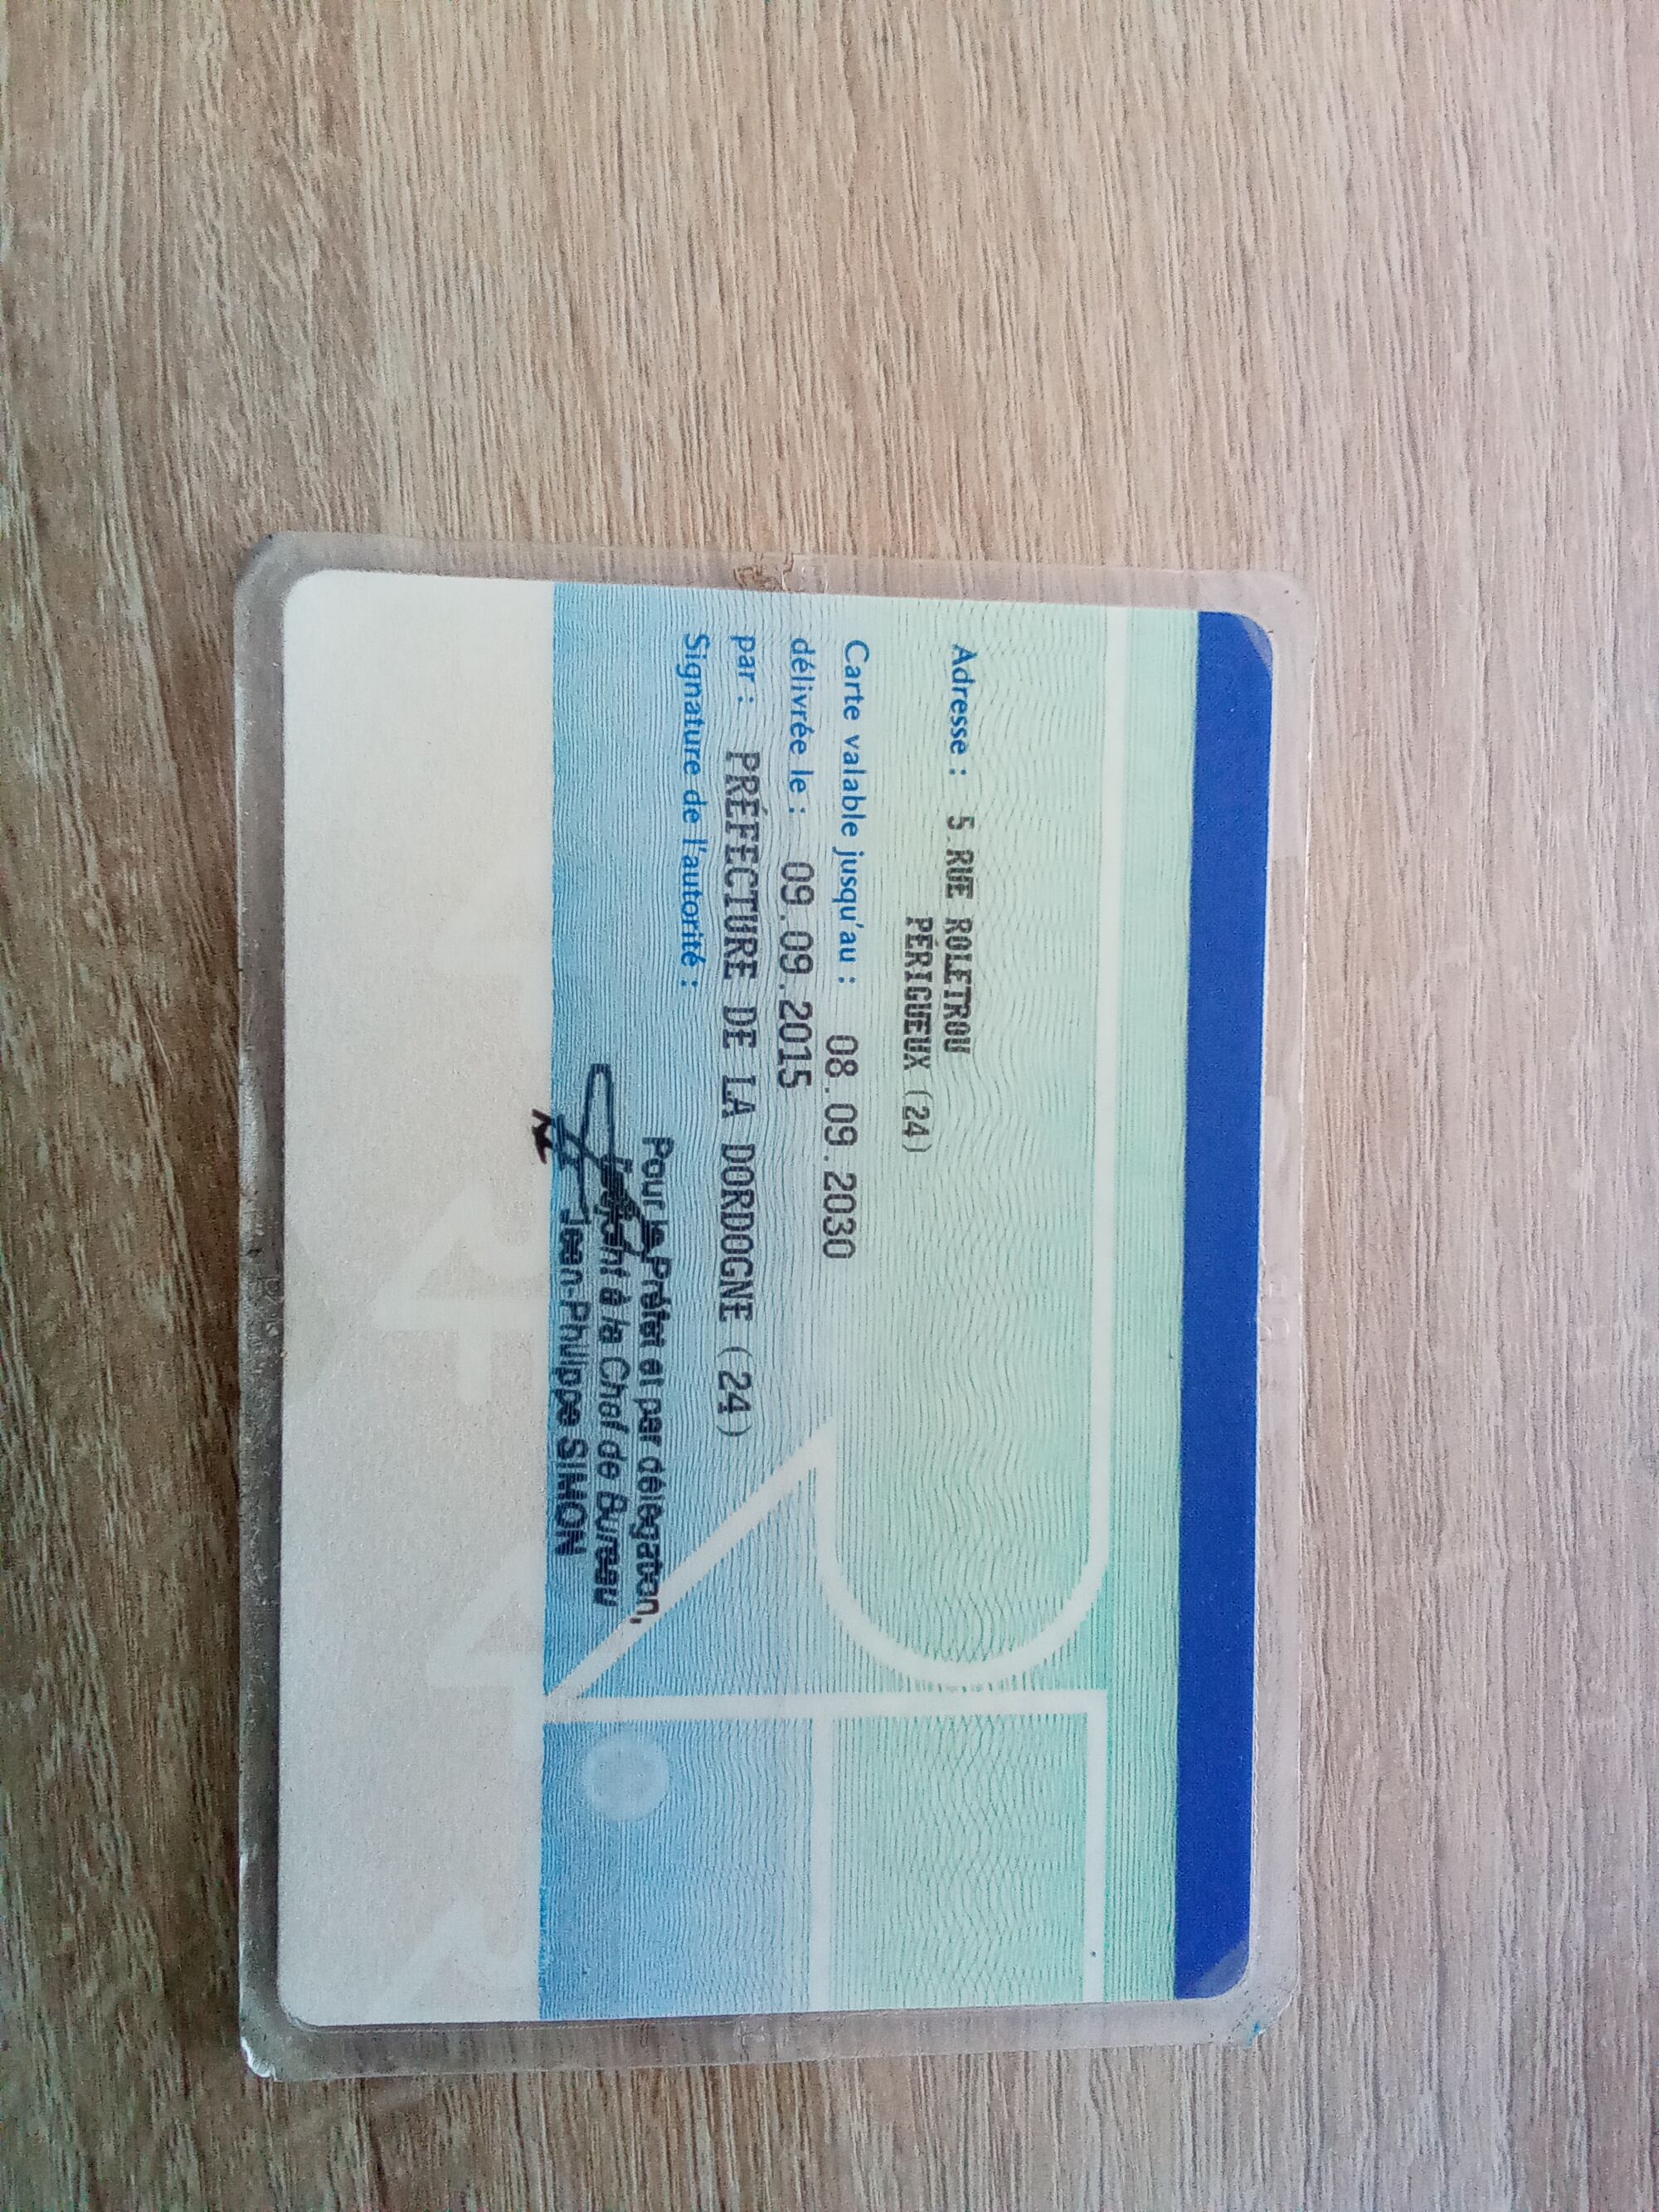 Adresse : 5 RUE ROLETROU
PÉRIGUEUX (24)
Carte valable jusqu'au : 08.09.2030
délivrée le : 09.09.2015
par : PRÉFECTURE DE LA DORDOGNE (24)
Signature de l'autorité :
Pour le Préfet et par délégation,
à la Chef de Bureau
Jean-Philippe SIMON